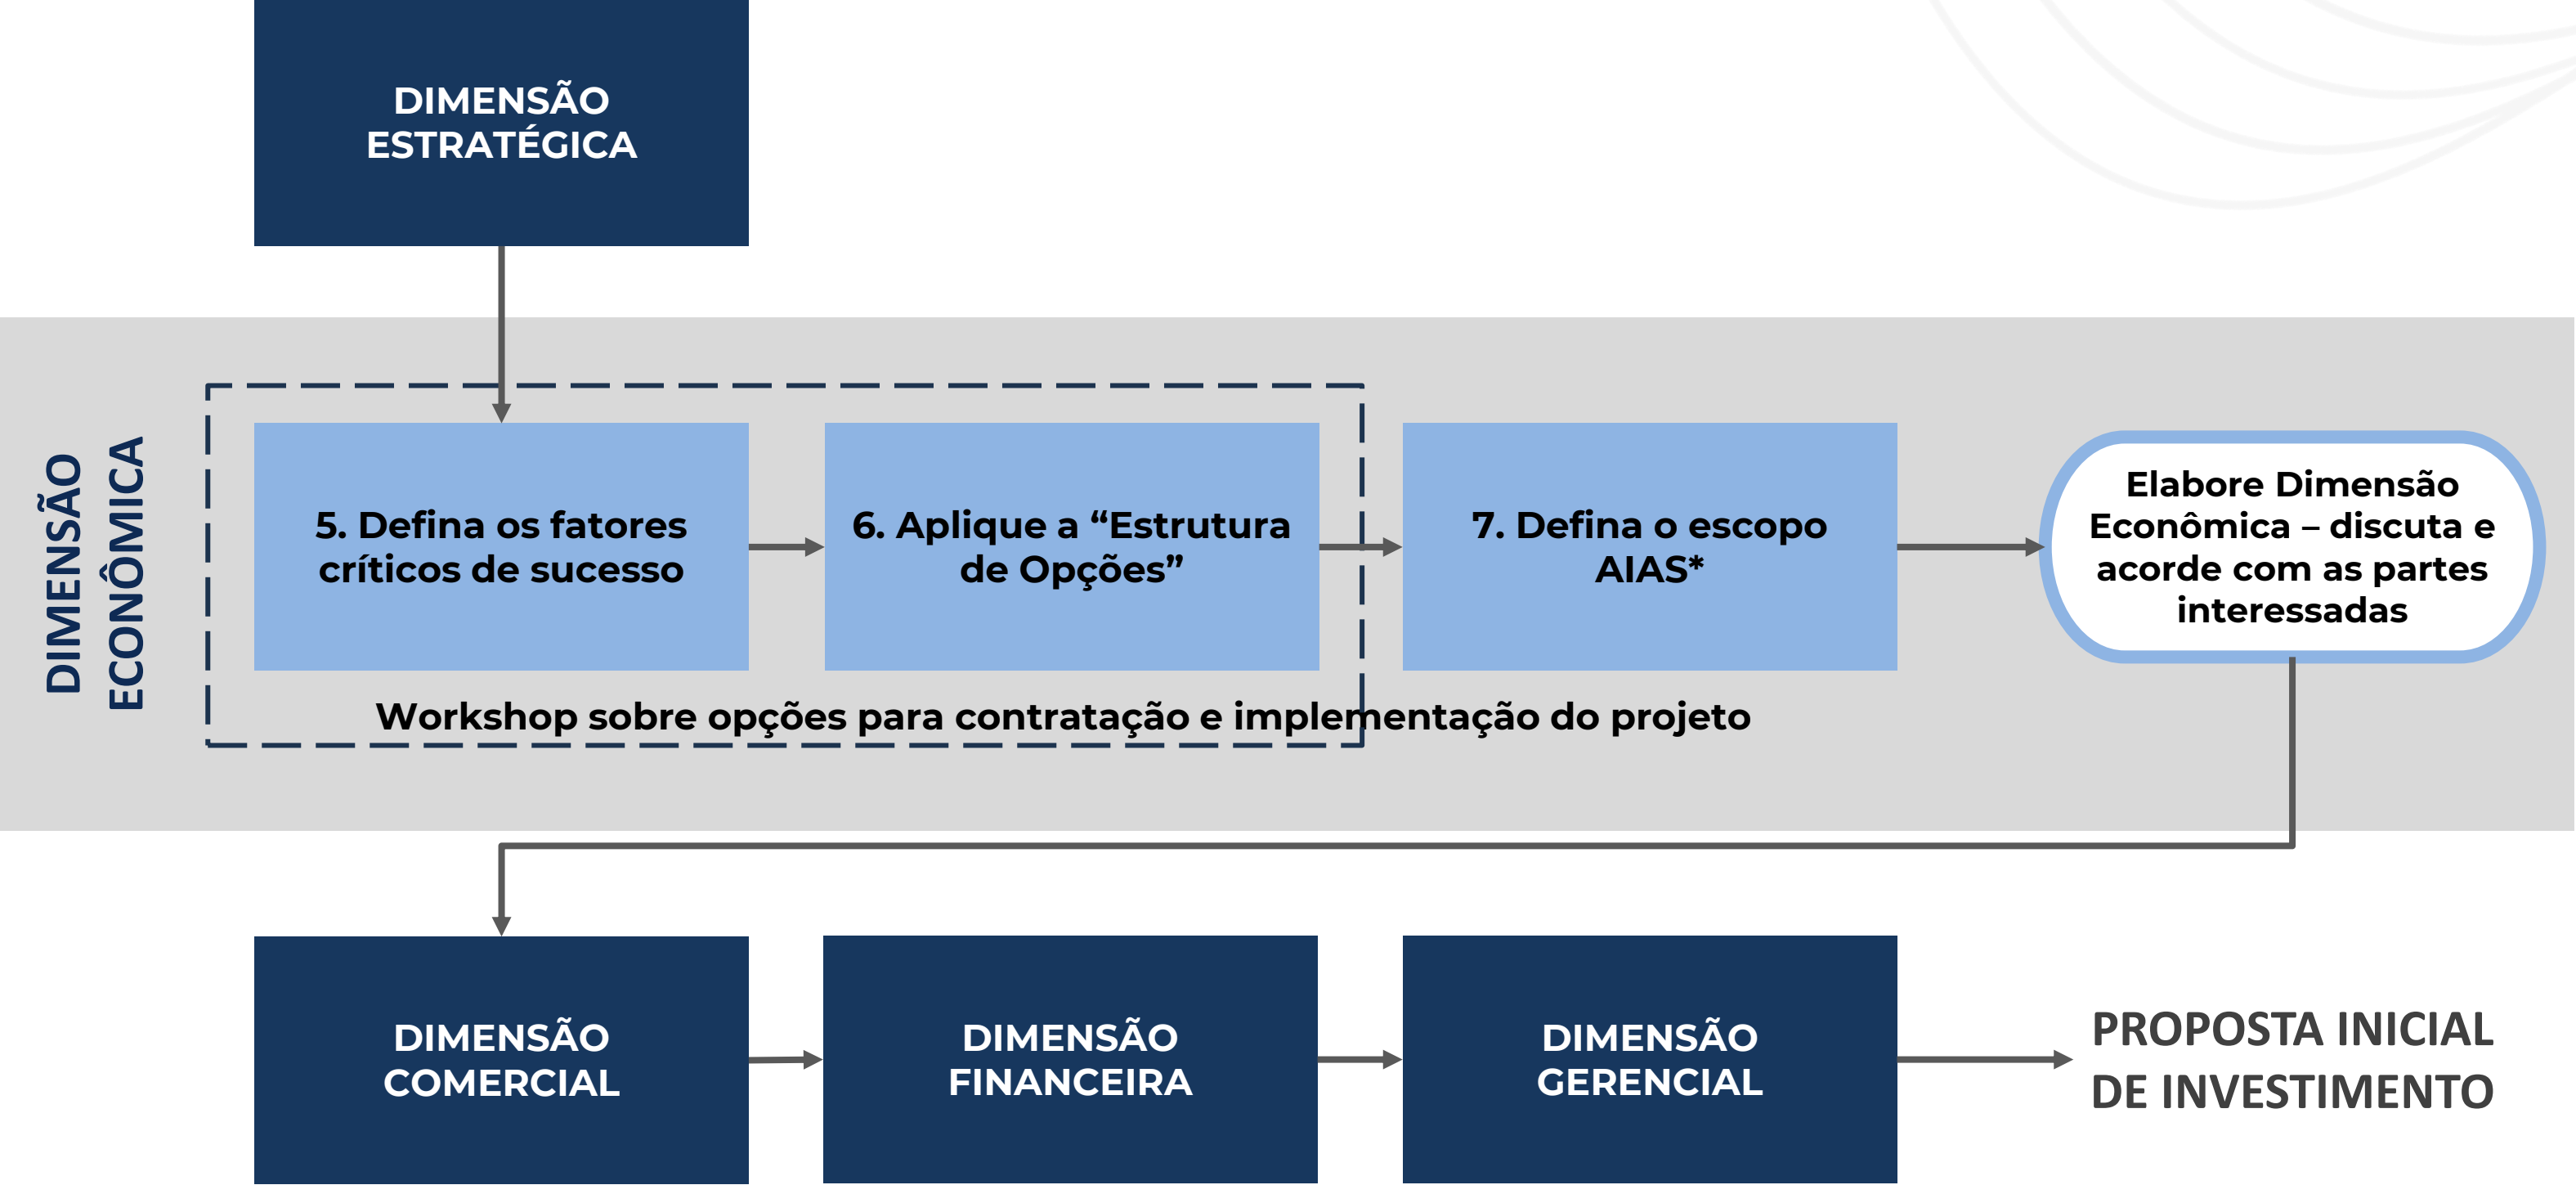 DIMENSÃO
ESTRATÉGICA
DIMENSÃO
ECONÔMICA
5. Defina os fatores
críticos de sucesso
6. Aplique a “Estrutura
de Opções”
7. Defina o escopo
AIAS*
Elabore Dimensão
Econômica – discuta e
acorde com as partes
interessadas
Workshop sobre opções para contratação e implementação do projeto
DIMENSÃO
COMERCIAL
DIMENSÃO
FINANCEIRA
DIMENSÃO
GERENCIAL
PROPOSTA INICIAL
DE INVESTIMENTO